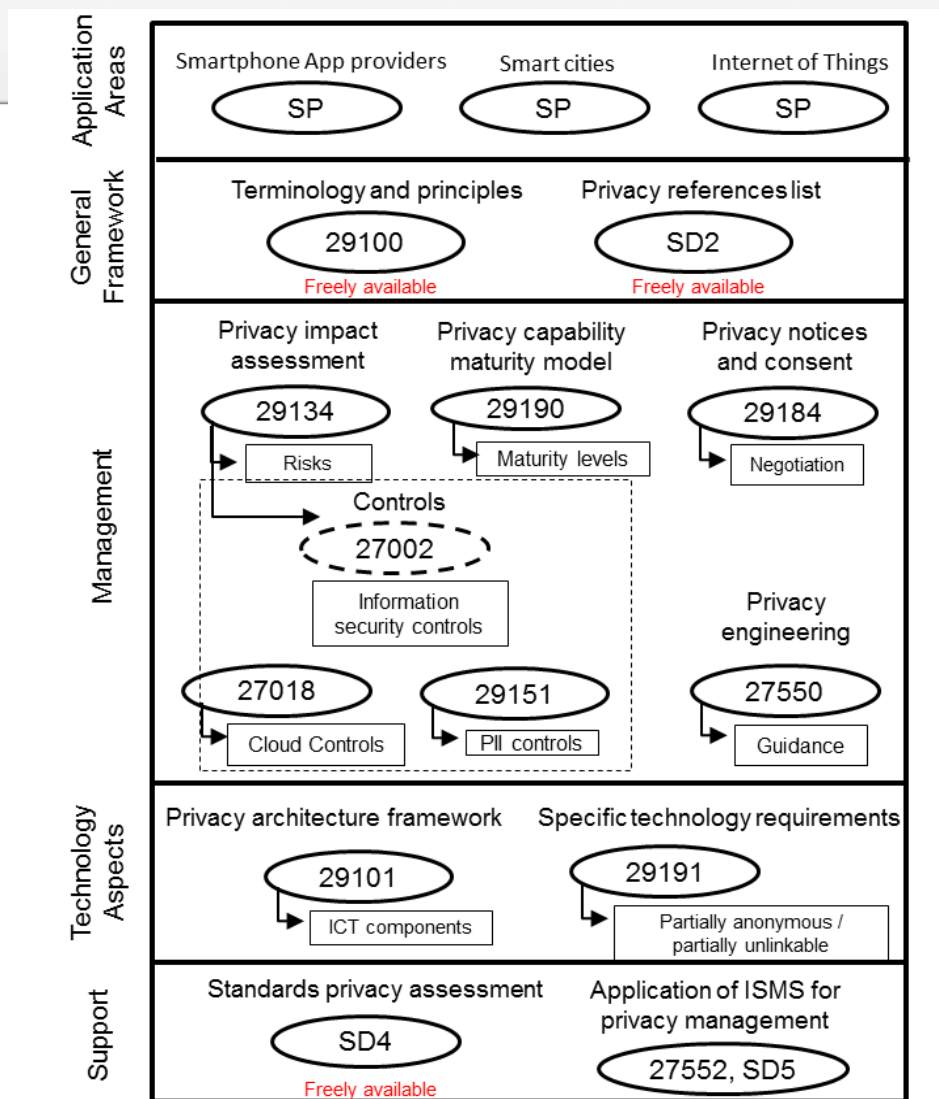 Application
Areas
Smartphone App providers
SP
Smart cities
SP
Internet of Things
SP
General
Framework
Terminology and principles
29100
Freely available
Privacy references list
SD2
Freely available
Management
Privacy impact
assessment
29134
Risks
Privacy capability
maturity model
29190
Maturity levels
Privacy notices
and consent
29184
Negotiation
Controls
27002
Information
security controls
27018
Cloud Controls
29151
PII controls
Privacy
engineering
27550
Guidance
Technology
Aspects
Privacy architecture framework
29101
ICT components
Specific technology requirements
29191
Partially anonymous /
partially unlinkable
Support
Standards privacy assessment
SD4
Freely available
Application of ISMS for
privacy management
27552, SD5